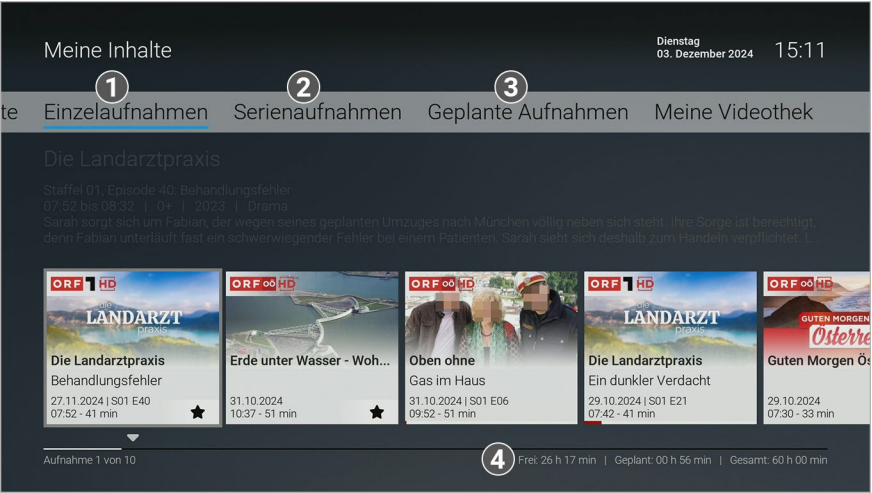 Meine Inhalte
Dienstag
03. Dezember 2024
15:11
1
2
3
te Einzelaufnahmen Serienaufnahmen Geplante Aufnahmen Meine Videothek
Die Landarztpraxis
Staffel 01, Episode 40: Behandlungsfehler
07:52 bis 08:32 | 0+ | 2023 | Drama
Sarah sorgt sich um Fabian, der wegen seines geplanten Umzuges nach München völlig neben sich steht. Ihre Sorge ist berechtigt,
denn Fabian unterläuft fast ein schwerwiegender Fehler bei einem Patienten. Sarah sieht sich deshalb zum Handeln verpflichtet. I...
ORF 1 HD
die
LANDARZT
praxis
Die Landarztpraxis
Behandlungsfehler
27.11.2024 | S01 E40
07:52 - 41 min
ORF OÖ HD
Erde unter Wasser - Woh...
31.10.2024
10:37 - 51 min
ORF OÖ HD
Oben ohne
Gas im Haus
31.10.2024 | S01 E06
09:52 - 51 min
ORF 1 HD
die
LANDARZT
praxis
Die Landarztpraxis
Ein dunkler Verdacht
29.10.2024 | S01 E21
07:42 - 41 min
ORF OÖ HD
GUTEN MORGEN
Österre
Guten Morgen Ös
29.10.2024
07:30 - 33 min
Aufnahme 1 von 10
4
Frei: 26 h 17 min | Geplant: 00 h 56 min | Gesamt: 60 h 00 min